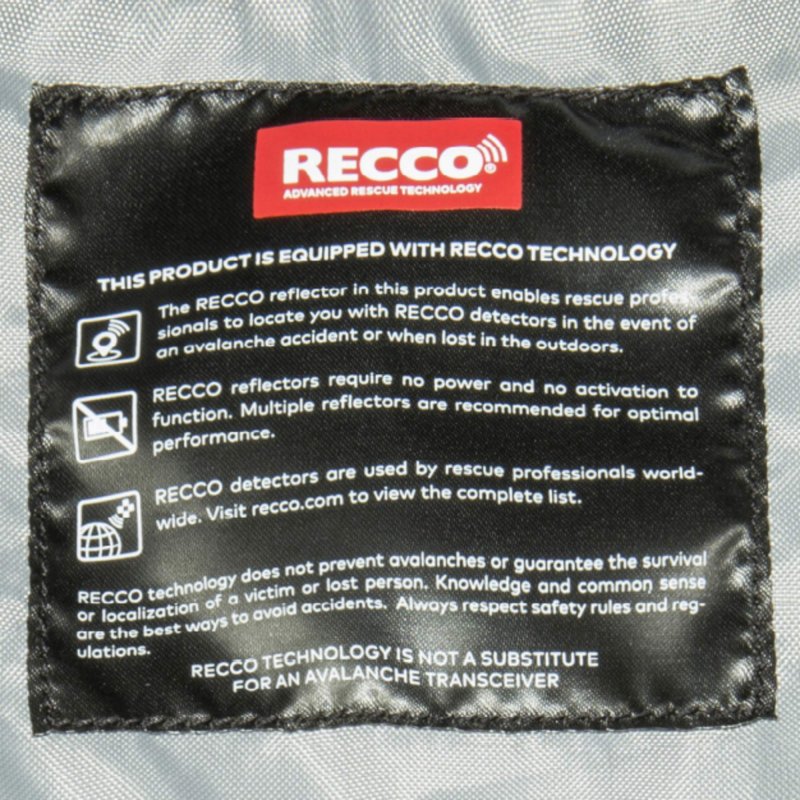 RECCO®
ADVANCED RESCUE TECHNOLOGY
THIS PRODUCT IS EQUIPPED WITH RECCO TECHNOLOGY
The RECCO reflector in this product enables rescue profes-
sionals to locate you with RECCO detectors in the event of
an avalanche accident or when lost in the outdoors.
RECCO reflectors require no power and no activation to
function. Multiple reflectors are recommended for optimal
performance.
RECCO detectors are used by rescue professionals world-
wide. Visit recco.com to view the complete list.
RECCO technology does not prevent avalanches or guarantee the survival
or localization of a victim or lost person. Knowledge and common sense
are the best ways to avoid accidents. Always respect safety rules and reg-
ulations.
RECCO TECHNOLOGY IS NOT A SUBSTITUTE
FOR AN AVALANCHE TRANSCEIVER